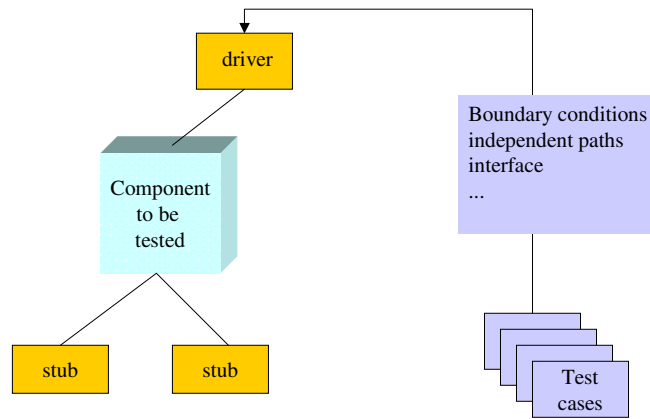 driver
Boundary conditions
independent paths
interface
...
Component
to be
tested
stub
stub
Test
cases